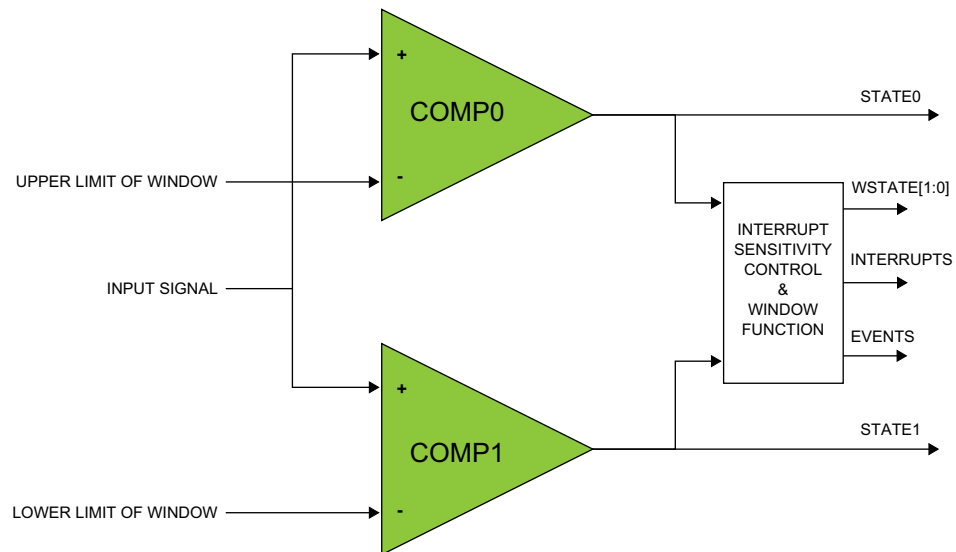 STATE0
+
COMP0
-
UPPER LIMIT OF WINDOW
WSTATE[1:0]
INTERRUPT
SENSITIVITY
CONTROL
&
WINDOW
FUNCTION
INTERRUPTS
INPUT SIGNAL
EVENTS
+
COMP1
-
STATE1
LOWER LIMIT OF WINDOW